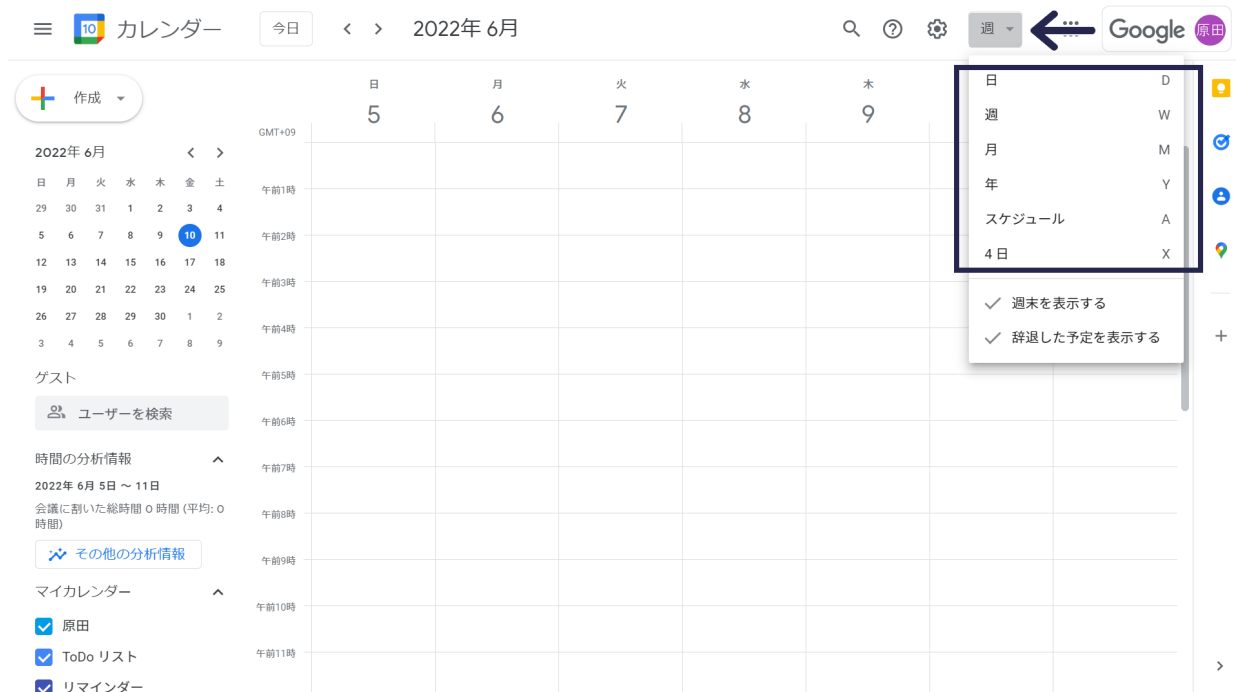 10 カレンダー 今日 2022年 6月 週 Google 原田
作成
2022年 6月
日 月 火 水 木 金 土
29 30 31 1 2 3 4
5 6 7 8 9 10 11
12 13 14 15 16 17 18
19 20 21 22 23 24 25
26 27 28 29 30 1 2
3 4 5 6 7 8 9
ゲスト
ユーザーを検索
時間の分析情報
2022年 6月 5日 ～ 11日
会議に割いた総時間 0 時間 (平均: 0
時間)
その他の分析情報
マイカレンダー
原田
ToDo リスト
リマインダー
日 月 火 水 木
5 6 7 8 9
GMT+09
午前1時
午前2時
午前3時
午前4時
午前5時
午前6時
午前7時
午前8時
午前9時
午前10時
午前11時
日 D
週 W
月 M
年 Y
スケジュール A
4 日 X
週末を表示する
辞退した予定を表示する